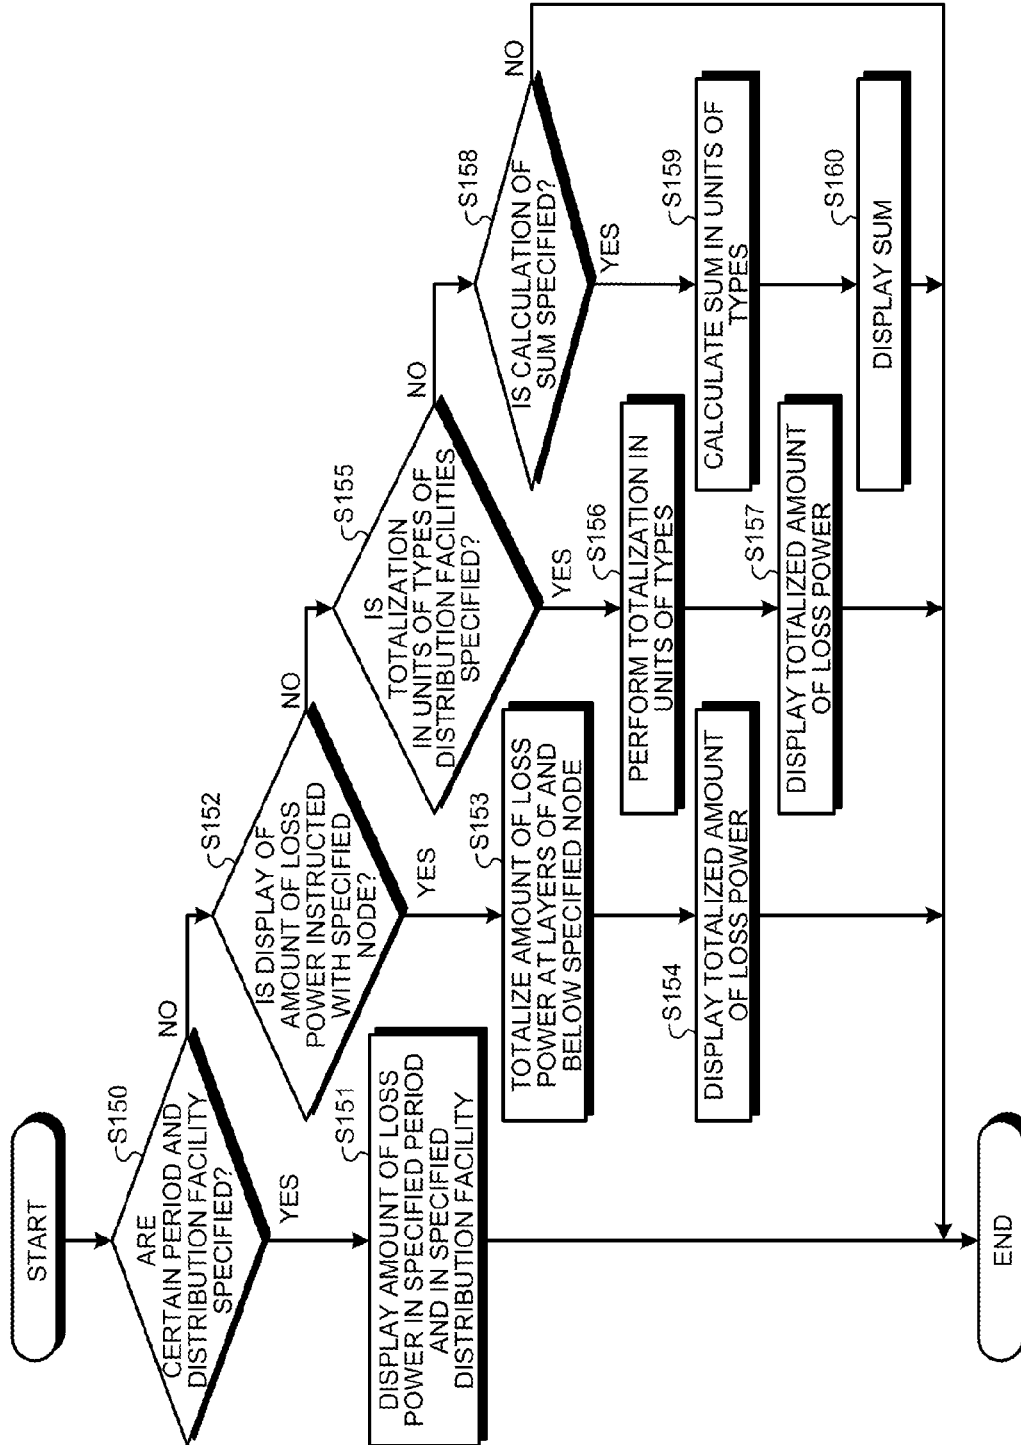 START
S150
ARE
CERTAIN PERIOD AND
DISTRIBUTION FACILITY
SPECIFIED?
NO
YES
S151
DISPLAY AMOUNT OF LOSS
POWER IN SPECIFIED PERIOD
AND IN SPECIFIED
DISTRIBUTION FACILITY
S152
IS DISPLAY OF
AMOUNT OF LOSS
POWER INSTRUCTED
WITH SPECIFIED
NODE?
NO
YES
S153
TOTALIZE AMOUNT OF LOSS
POWER AT LAYERS OF AND
BELOW SPECIFIED NODE
S154
DISPLAY TOTALIZED AMOUNT
OF LOSS POWER
S155
IS
TOTALIZATION
IN UNITS OF TYPES OF
DISTRIBUTION FACILITIES
SPECIFIED?
NO
YES
S156
PERFORM TOTALIZATION IN
UNITS OF TYPES
S157
DISPLAY TOTALIZED AMOUNT
OF LOSS POWER
S158
IS CALCULATION OF
SUM SPECIFIED?
NO
YES
S159
CALCULATE SUM IN UNITS OF
TYPES
S160
DISPLAY SUM
END